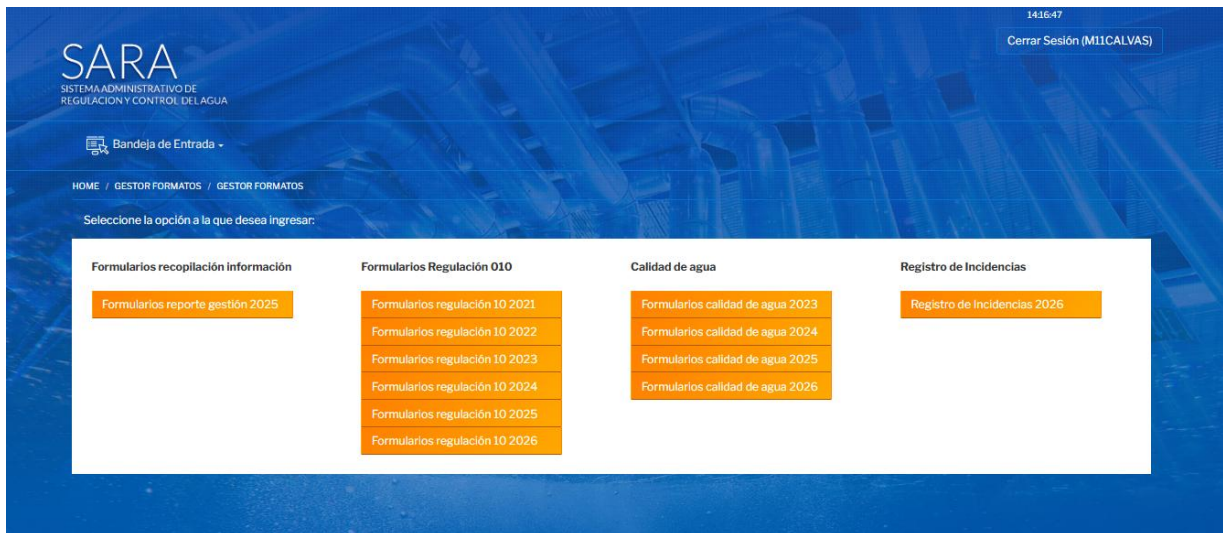 14:16:47
Cerrar Sesión (M11CALVAS)
SARA
SISTEMA ADMINISTRATIVO DE
REGULACION Y CONTROL DEL AGUA
Bandeja de Entrada
HOME / GESTOR FORMATOS / GESTOR FORMATOS
Seleccione la opción a la que desea ingresar:
Formularios recopilación información
Formularios reporte gestión 2025
Formularios Regulación 010
Formularios regulación 10 2021
Formularios regulación 10 2022
Formularios regulación 10 2023
Formularios regulación 10 2024
Formularios regulación 10 2025
Formularios regulación 10 2026
Calidad de agua
Formularios calidad de agua 2023
Formularios calidad de agua 2024
Formularios calidad de agua 2025
Formularios calidad de agua 2026
Registro de Incidencias
Registro de Incidencias 2026